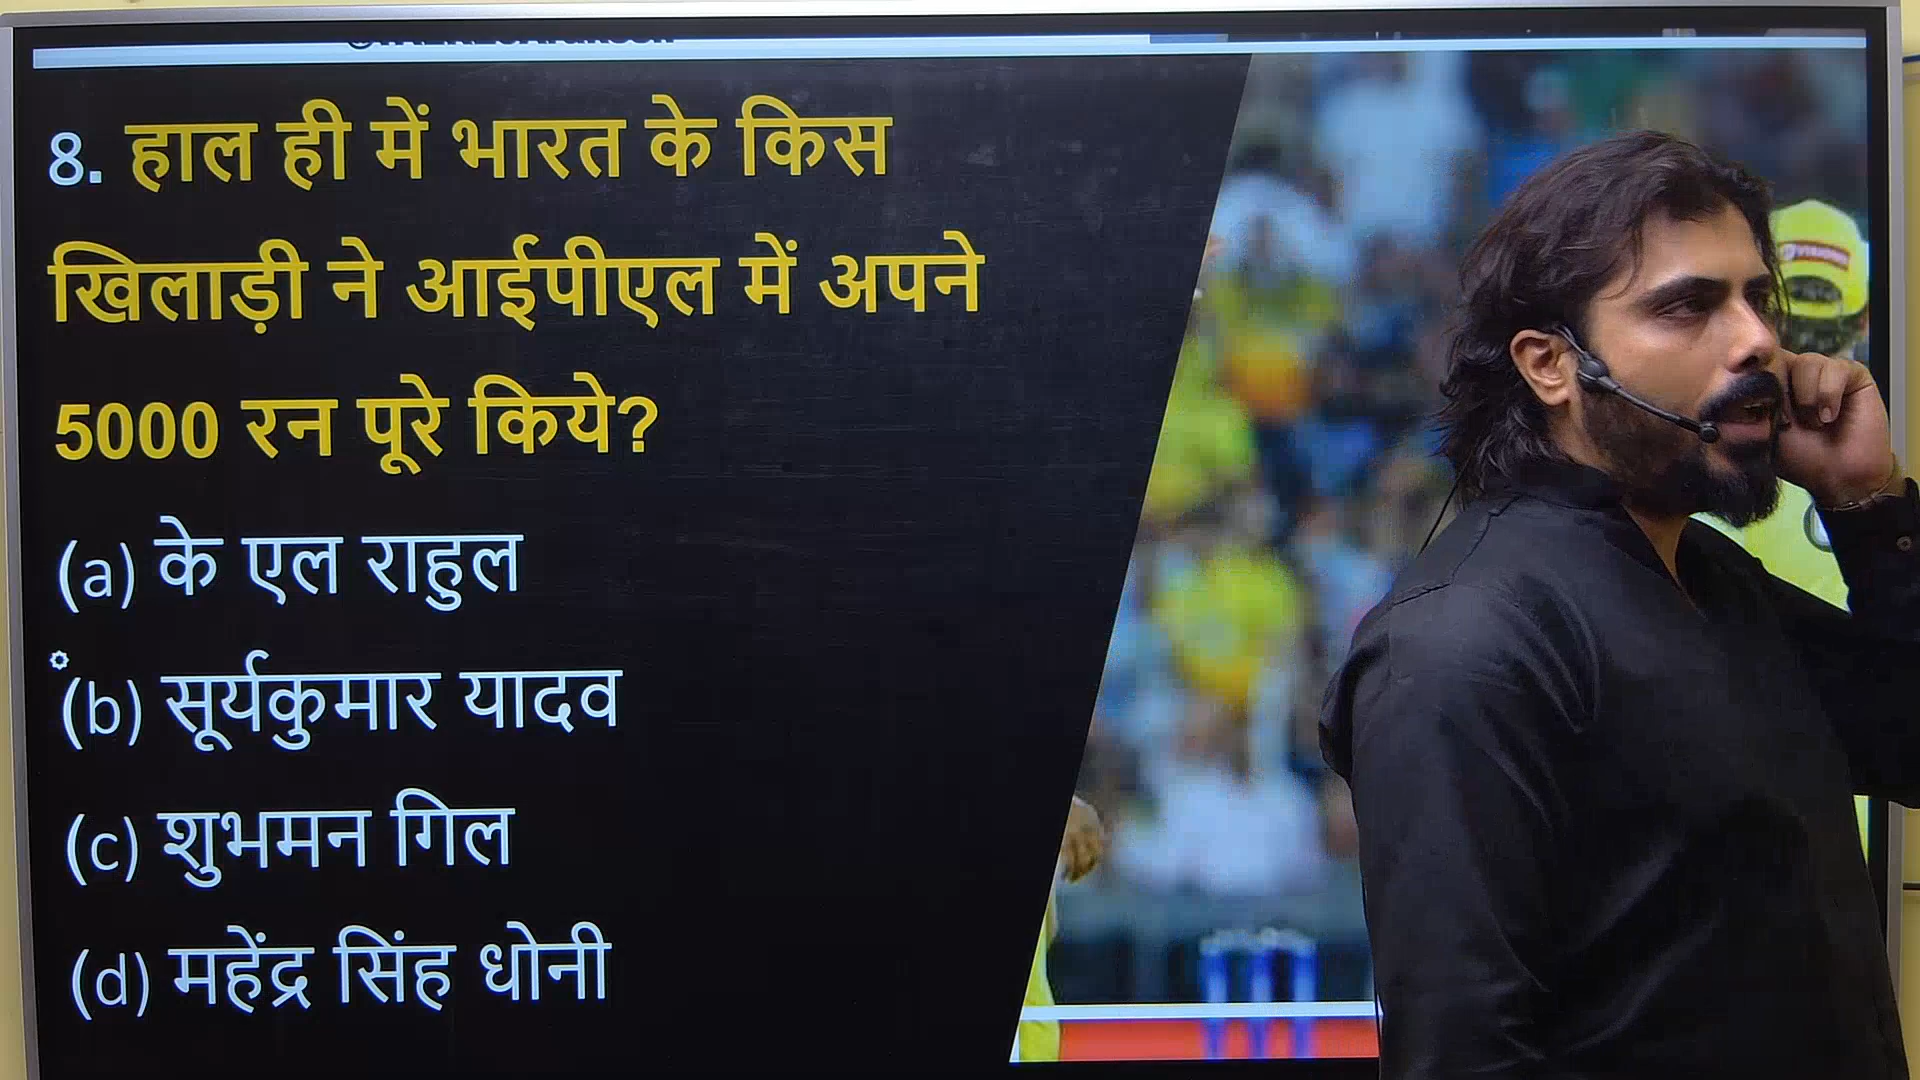 8. हाल ही में भारत के किस
खिलाड़ी ने आईपीएल में अपने
5000 रन पूरे किये?
(a) के एल राहुल
(b) सूर्यकुमार यादव
(c) शुभमन गिल
(d) महेंद्र सिंह धोनी